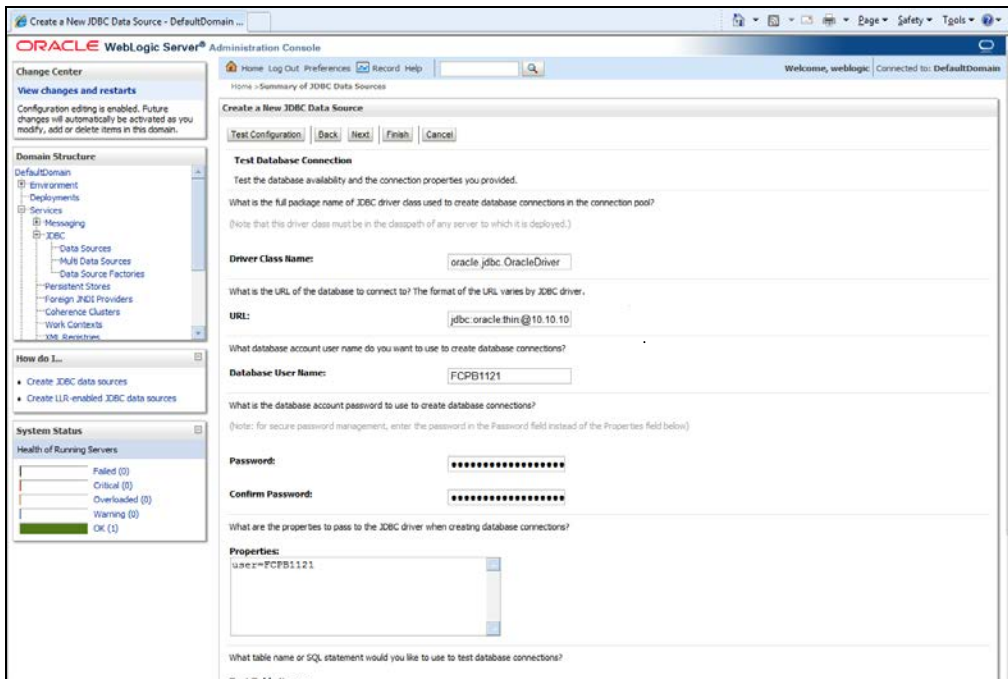 Create a New JDBC Data Source - DefaultDomain ...
Page Safety Tools
ORACLE WebLogic Server® Administration Console
Change Center
View changes and restarts
Configuration editing is enabled. Future
changes will automatically be activated as you
modify, add or delete items in this domain.
Domain Structure
DefaultDomain
Environment
Deployments
Services
Messaging
JDBC
Data Sources
Multi Data Sources
Data Source Factories
Persistent Stores
Foreign JNDI Providers
Coherence Clusters
Work Contexts
XML Registries
How do I...
Create JDBC data sources
Create LLR-enabled JDBC data sources
System Status
Health of Running Servers
Failed (0)
Critical (0)
Overloaded (0)
Warning (0)
OK (1)
Home Log Out Preferences Record Help
Welcome, weblogic Connected to: DefaultDomain
Home >Summary of JDBC Data Sources
Create a New JDBC Data Source
Test Configuration Back Next Finish Cancel
Test Database Connection
Test the database availability and the connection properties you provided.
What is the full package name of JDBC driver class used to create database connections in the connection pool?
(Note that this driver class must be in the classpath of any server to which it is deployed.)
Driver Class Name: oracle.jdbc.OracleDriver
What is the URL of the database to connect to? The format of the URL varies by JDBC driver.
URL: jdbc:oracle:thin:@10.10.10
What database account user name do you want to use to create database connections?
Database User Name: FCPB1121
What is the database account password to use to create database connections?
(Note: for secure password management, enter the password in the Password field instead of the Properties field below)
Password: ●●●●●●●●●●●●●●●●●●
Confirm Password: ●●●●●●●●●●●●●●●●●●
What are the properties to pass to the JDBC driver when creating database connections?
Properties:
user=FCPB1121
What table name or SQL statement would you like to use to test database connections?